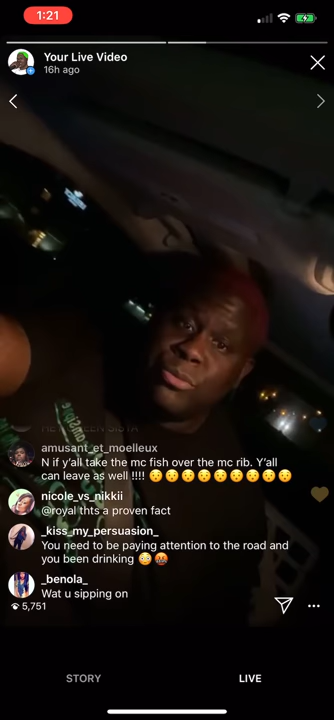 1:21
Your Live Video
16h ago
amusant_et_moelleux
N if y'all take the mc fish over the mc rib. Y'all
can leave as well !!!! 😒😒😒😒😒😒😒😒😒
nicole_vs_nikkii
@royal thts a proven fact
_kiss_my_persuasion_
You need to be paying attention to the road and
you been drinking 😳🤬
_benola_
Wat u sipping on
5,751
STORY
LIVE